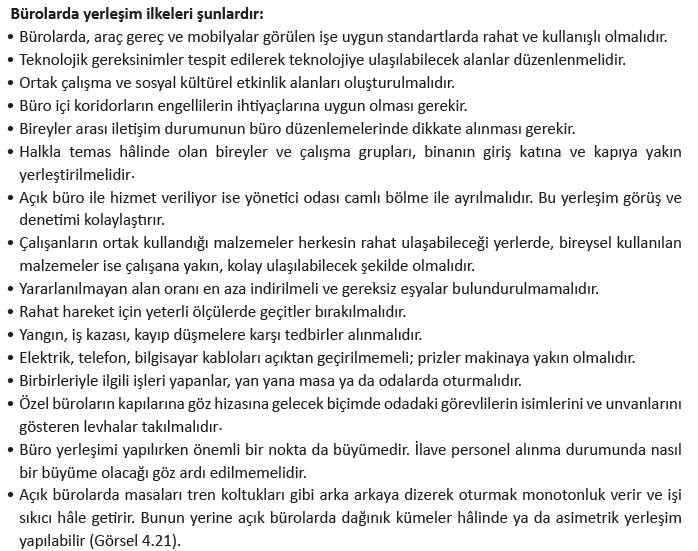 Bürolarda yerleşim ilkeleri şunlardır:
• Bürolarda, araç gereç ve mobilyalar görülen işe uygun standartlarda rahat ve kullanışlı olmalıdır.
• Teknolojik gereksinimler tespit edilerek teknolojiye ulaşılabilecek alanlar düzenlenmelidir.
• Ortak çalışma ve sosyal kültürel etkinlik alanları oluşturulmalıdır.
• Büro içi koridorların engellilerin ihtiyaçlarına uygun olması gerekir.
• Bireyler arası iletişim durumunun büro düzenlemelerinde dikkate alınması gerekir.
• Halkla temas hâlinde olan bireyler ve çalışma grupları, binanın giriş katına ve kapıya yakın
yerleştirilmelidir.
• Açık büro ile hizmet veriliyor ise yönetici odası camlı bölme ile ayrılmalıdır. Bu yerleşim görüş ve
denetimi kolaylaştırır.
• Çalışanların ortak kullandığı malzemeler herkesin rahat ulaşabileceği yerlerde, bireysel kullanılan
malzemeler ise çalışana yakın, kolay ulaşılabilecek şekilde olmalıdır.
• Yararlanılmayan alan oranı en aza indirilmeli ve gereksiz eşyalar bulundurulmamalıdır.
• Rahat hareket için yeterli ölçülerde geçitler bırakılmalıdır.
• Yangın, iş kazası, kayıp düşmelere karşı tedbirler alınmalıdır.
• Elektrik, telefon, bilgisayar kabloları açıktan geçirilmemeli; prizler makinaya yakın olmalıdır.
• Birbirleriyle ilgili işleri yapanlar, yan yana masa ya da odalarda oturmalıdır.
• Özel büroların kapılarına göz hizasına gelecek biçimde odadaki görevlilerin isimlerini ve unvanlarını
gösteren levhalar takılmalıdır.
• Büro yerleşimi yapılırken önemli bir nokta da büyümedir. İlave personel alınma durumunda nasıl
bir büyüme olacağı göz ardı edilmemelidir.
• Açık bürolarda masaları tren koltukları gibi arka arkaya dizerek oturmak monotonluk verir ve işi
sıkıcı hâle getirir. Bunun yerine açık bürolarda dağınık kümeler hâlinde ya da asimetrik yerleşim
yapılabilir (Görsel 4.21).